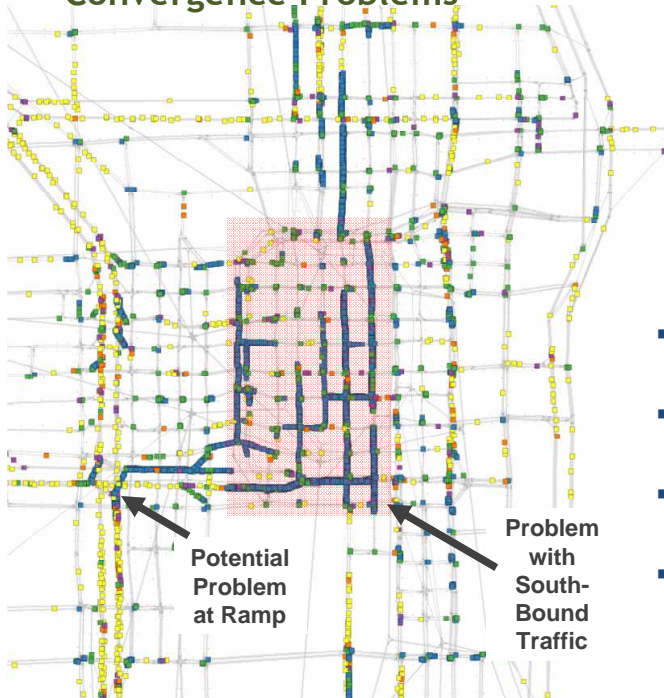 Convergence Problems
Potential
Problem
at Ramp
Problem
with
South-
Bound
Traffic